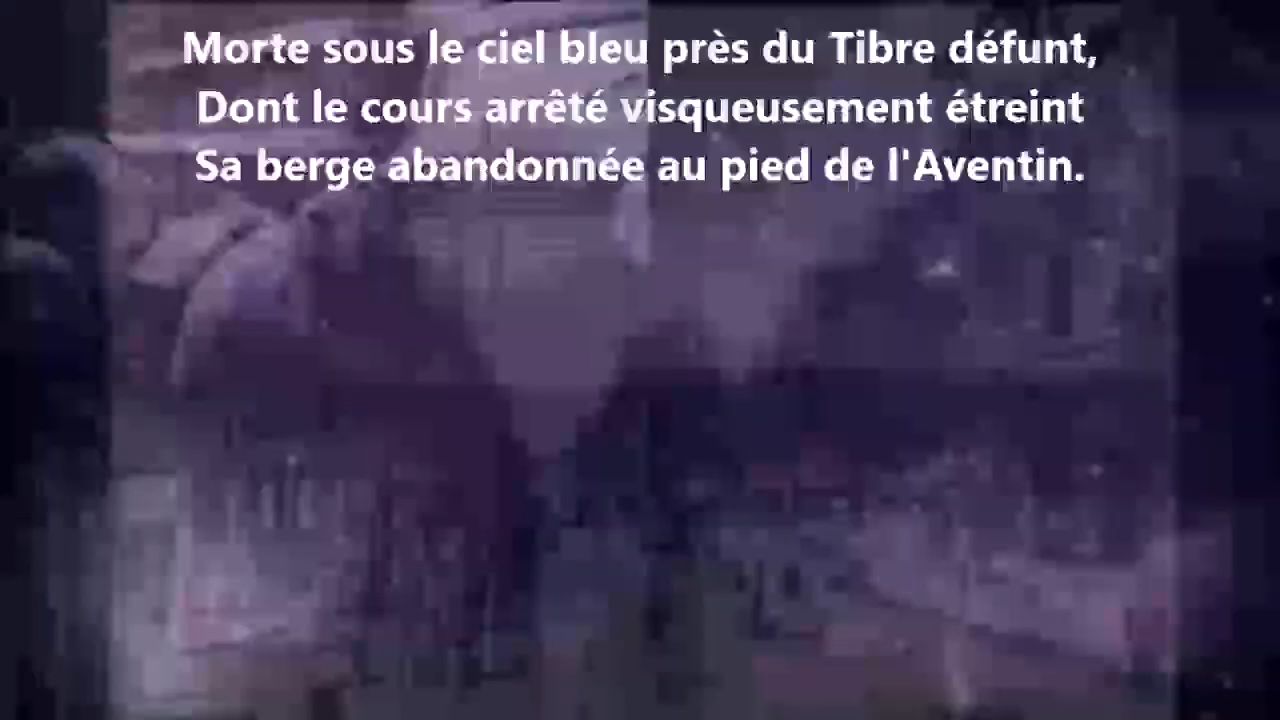 Morte sous le ciel bleu près du Tibre défunt,
Dont le cours arrêté visqueusement étreint
Sa berge abandonnée au pied de l'Aventin.